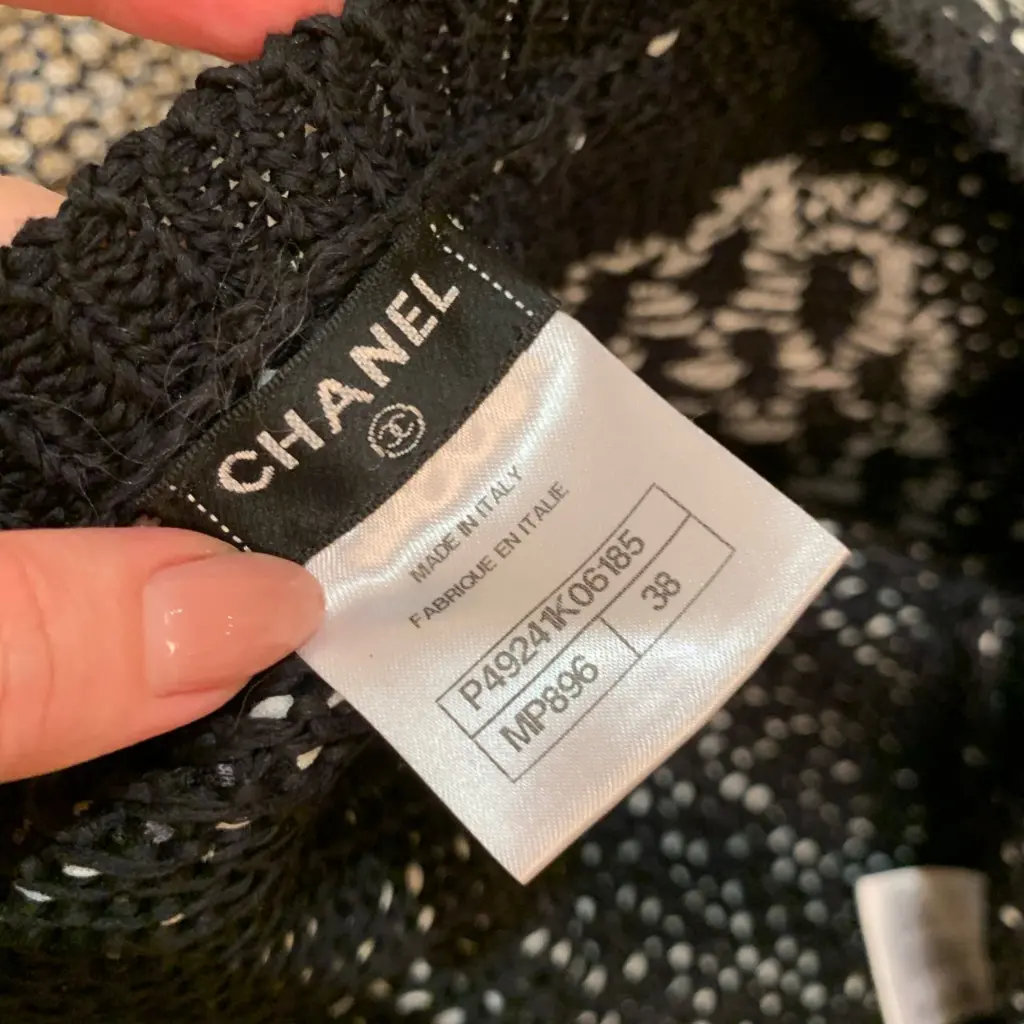 CHANEL
MADE IN ITALY
FABRIQUE EN ITALIE
P49241K06185
MP896 38